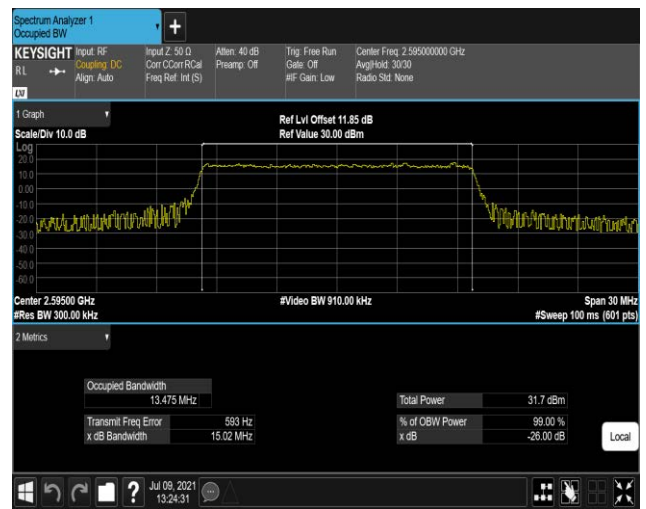 Spectrum Analyzer 1
Occupied BW
KEYSIGHT
R L
LXI
Input: RF
Coupling: DC
Align: Auto
Input Z: 50 Ω
Corr CCorr RCal
Freq Ref: Int (S)
Atten: 40 dB
Preamp: Off
Trig: Free Run
Gate: Off
#IF Gain: Low
Center Freq: 2.595000000 GHz
Avg|Hold: 30/30
Radio Std: None
1 Graph
Scale/Div 10.0 dB
Ref Lvl Offset 11.85 dB
Ref Value 30.00 dBm
Log
20.0
10.0
0.00
-10.0
-20.0
-30.0
-40.0
-50.0
-60.0
Center 2.59500 GHz
#Res BW 300.00 kHz
#Video BW 910.00 kHz
Span 30 MHz
#Sweep 100 ms (601 pts)
2 Metrics
Occupied Bandwidth
13.475 MHz
Transmit Freq Error 593 Hz
x dB Bandwidth 15.02 MHz
Total Power 31.7 dBm
% of OBW Power 99.00 %
x dB -26.00 dB
Local
?
Jul 09, 2021
13:24:31